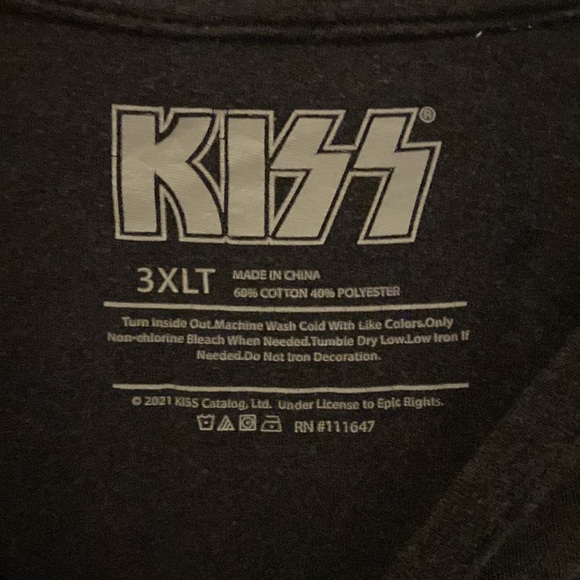 KISS®
3XLT
MADE IN CHINA
60% COTTON 40% POLYESTER
Turn Inside Out.Machine Wash Cold With Like Colors.Only
Non-chlorine Bleach When Needed.Tumble Dry Low.Low Iron If
Needed.Do Not Iron Decoration.
© 2021 KISS Catalog, Ltd. Under License to Epic Rights.
RN #111647